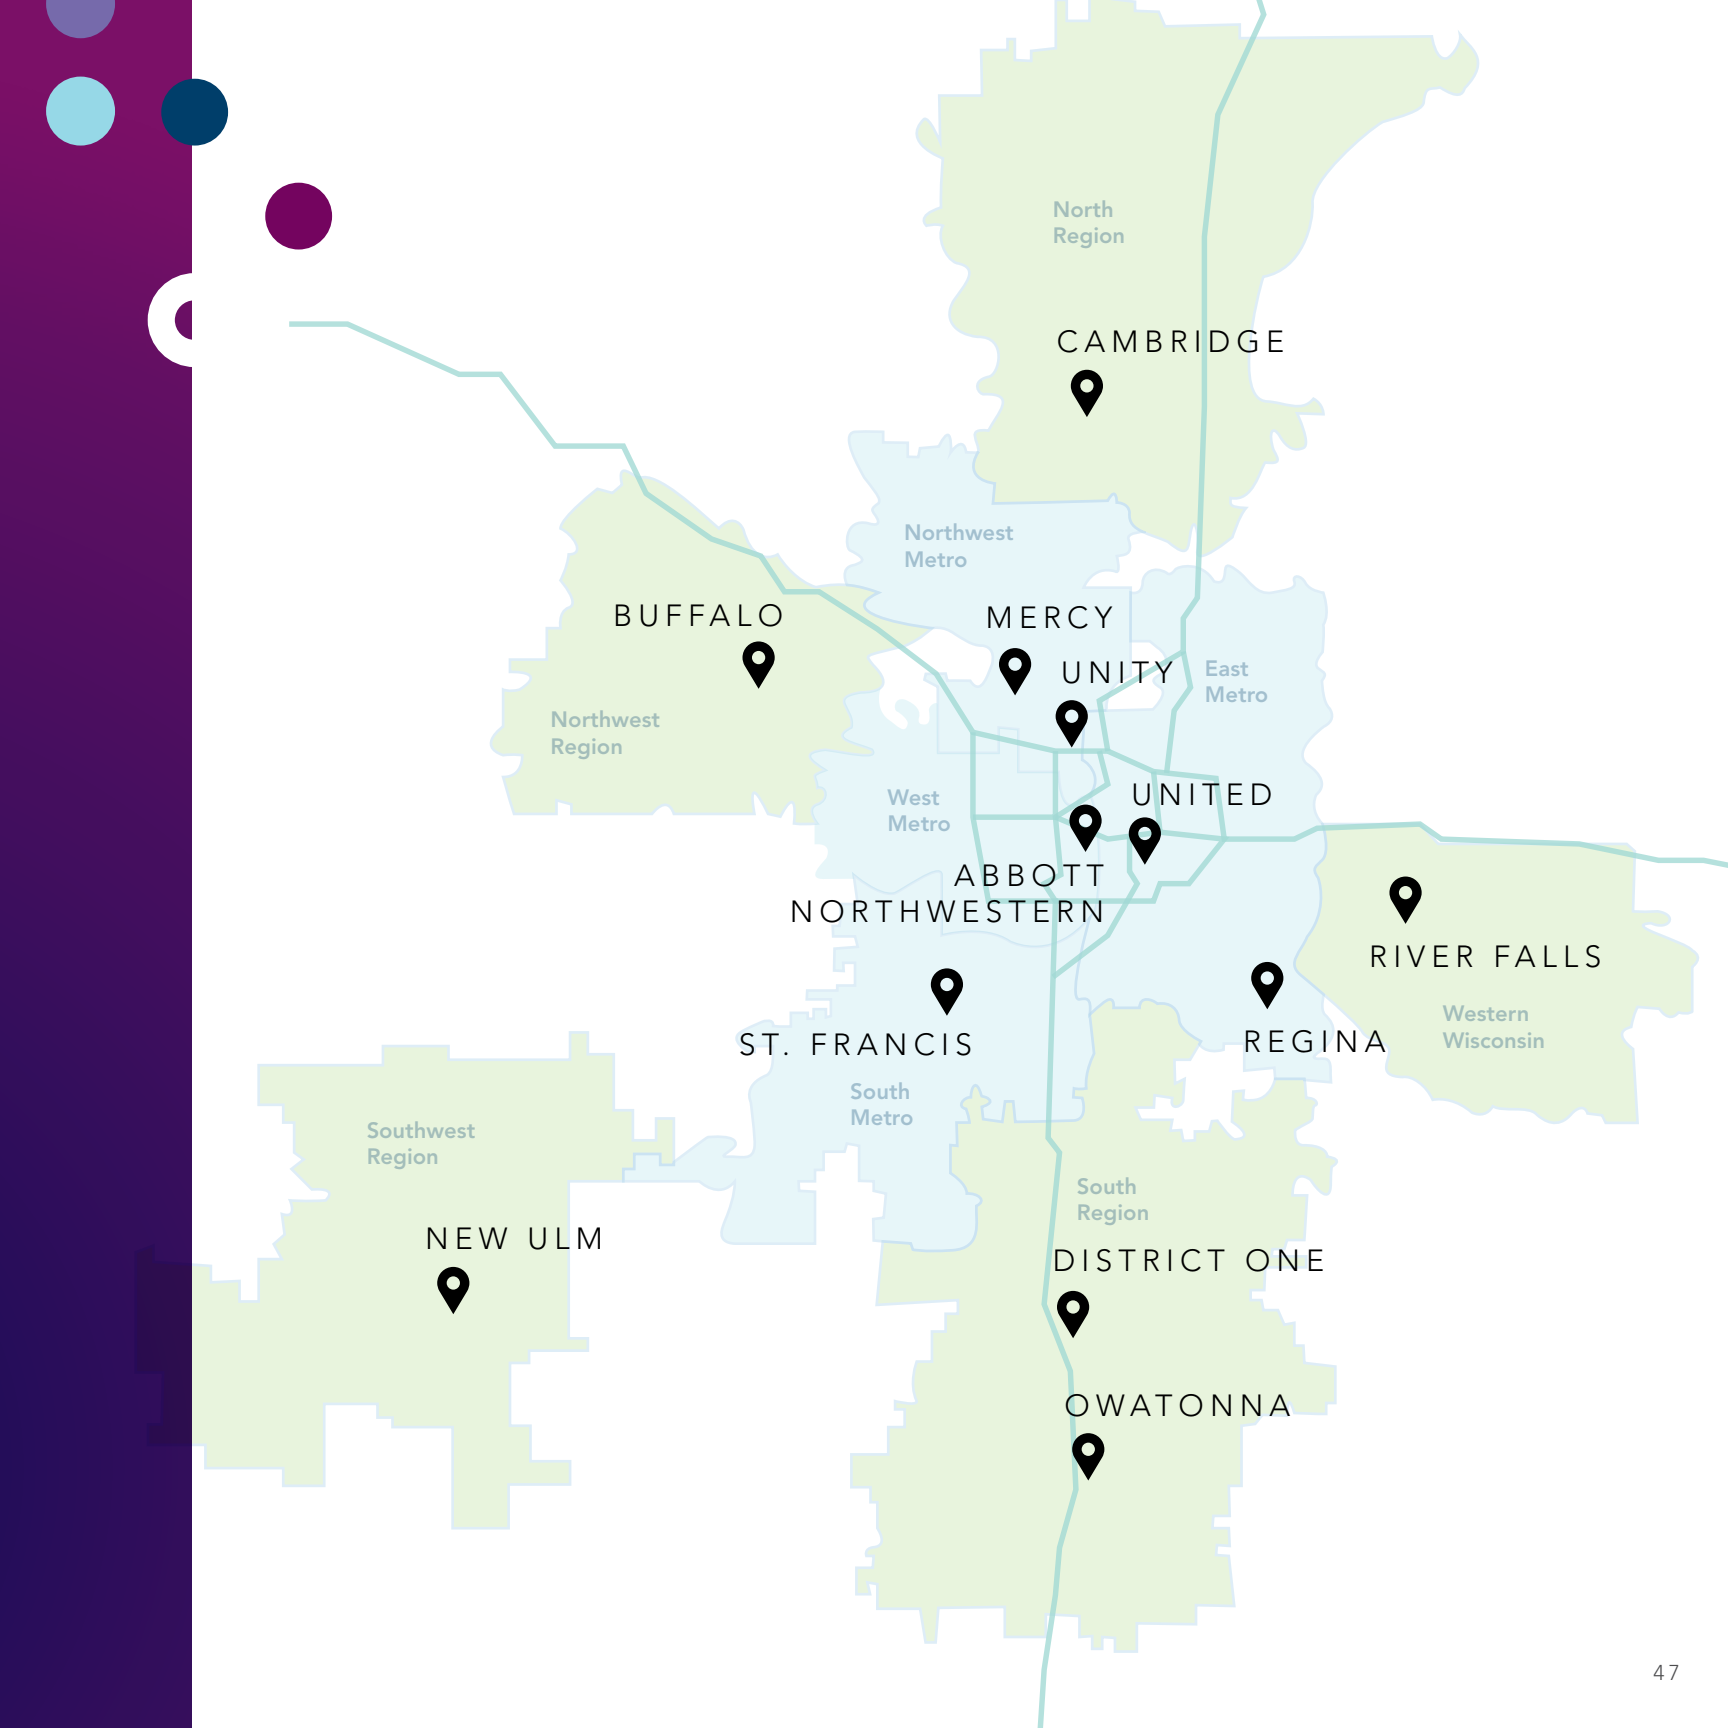 North
Region
CAMBRIDGE
Northwest
Metro
BUFFALO
MERCY
UNITY
East
Metro
Northwest
Region
West
Metro
UNITED
ABBOTT
NORTHWESTERN
RIVER FALLS
Western
Wisconsin
REGINA
ST. FRANCIS
South
Metro
Southwest
Region
NEW ULM
South
Region
DISTRICT ONE
OWATONNA
47